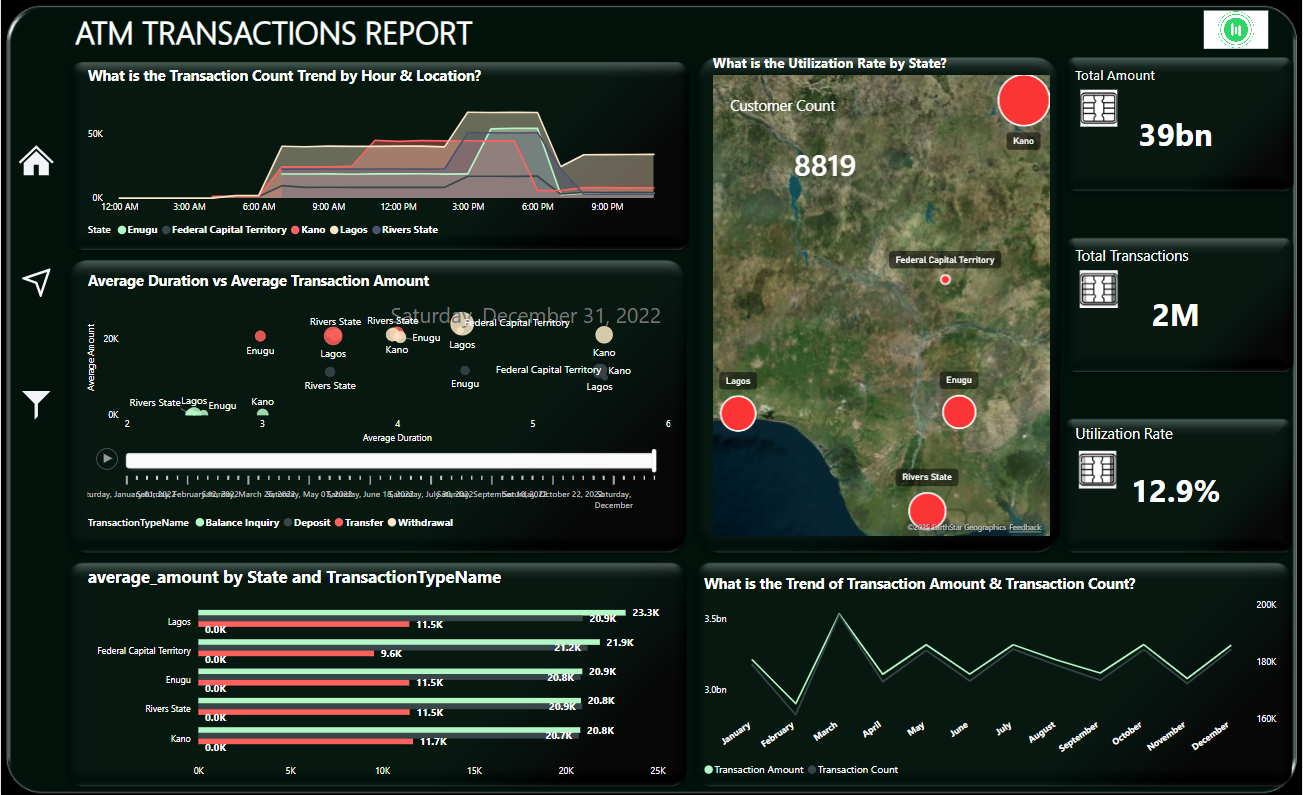 ATM TRANSACTIONS REPORT
What is the Transaction Count Trend by Hour & Location?
50K
0K
12:00 AM 3:00 AM 6:00 AM 9:00 AM 12:00 PM 3:00 PM 6:00 PM 9:00 PM
State Enugu Federal Capital Territory Kano Lagos Rivers State
Average Duration vs Average Transaction Amount
Saturday, December 31, 2022
Rivers State Rivers State Federal Capital Territory
20K
Enugu Lagos Kano Enugu Lagos Kano
Rivers State Enugu Federal Capital Territory Kano
Lagos
Rivers State Lagos Enugu Kano
0K
Average Amount
2 3 4 5 6
Average Duration
December
TransactionTypeName Balance Inquiry Deposit Transfer Withdrawal
average_amount by State and TransactionTypeName
Lagos 23.3K 20.9K 11.5K 0.0K
Federal Capital Territory 21.9K 21.2K 9.6K 0.0K
Enugu 20.9K 20.8K 11.5K 0.0K
Rivers State 20.8K 20.9K 11.5K 0.0K
Kano 20.8K 20.7K 11.7K 0.0K
0K 5K 10K 15K 20K 25K
What is the Utilization Rate by State?
Customer Count
8819
Kano
Federal Capital Territory
Lagos
Enugu
Rivers State
©2025 EarthStar Geographics Feedback
Total Amount
39bn
Total Transactions
2M
Utilization Rate
12.9%
What is the Trend of Transaction Amount & Transaction Count?
3.5bn
3.0bn
200K
180K
160K
January February March April May June July August September October November December
Transaction Amount Transaction Count